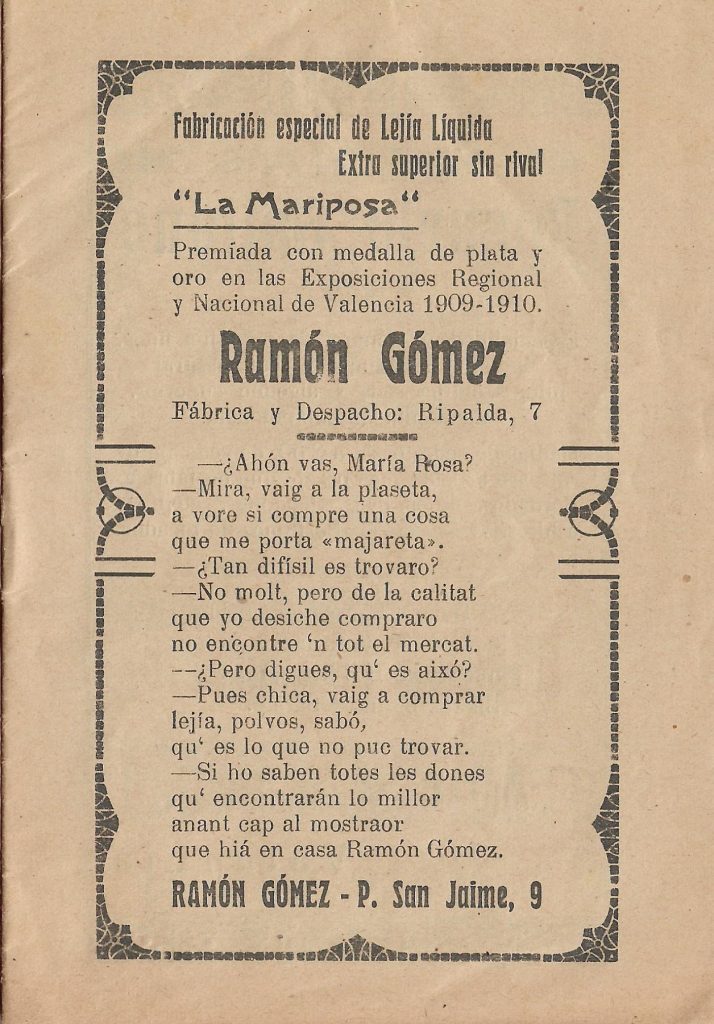 Fabricación especial de Lejía Líquida
Extra superior sin rival
“La Mariposa“
Premiada con medalla de plata y
oro en las Exposiciones Regional
y Nacional de Valencia 1909-1910.
Ramón Gómez
Fábrica y Despacho: Ripalda, 7
—¿Ahón vas, María Rosa?
—Mira, vaig a la plaseta,
a vore si compre una cosa
que me porta «majareta».
—¿Tan difísil es trovaro?
—No molt, pero de la calitat
que yo desiche compraro
no encontre ‘n tot el mercat.
—¿Pero digues, qu‘ es aixó?
—Pues chica, vaig a comprar
lejía, polvos, sabó,
qu‘ es lo que no puc trovar.
—Si ho saben totes les dones
qu‘ encontrarán lo millor
anant cap al mostraor
que hiá en casa Ramón Gómez.
RAMÓN GÓMEZ - P. San Jaime, 9